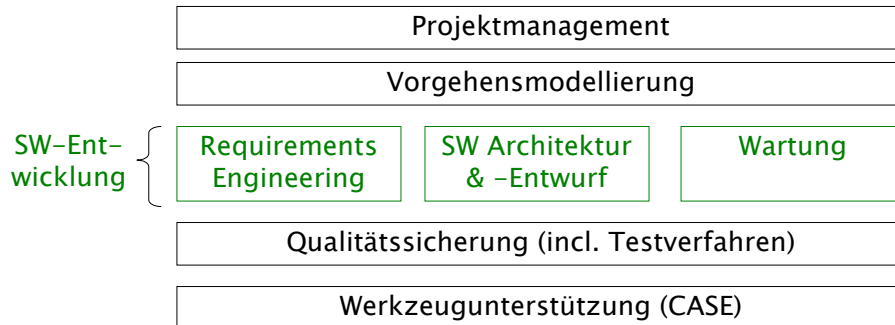 Projektmanagement
Vorgehensmodellierung
SW-Ent-
wicklung
Requirements
Engineering
SW Architektur
& -Entwurf
Wartung
Qualitätssicherung (incl. Testverfahren)
Werkzeugunterstützung (CASE)